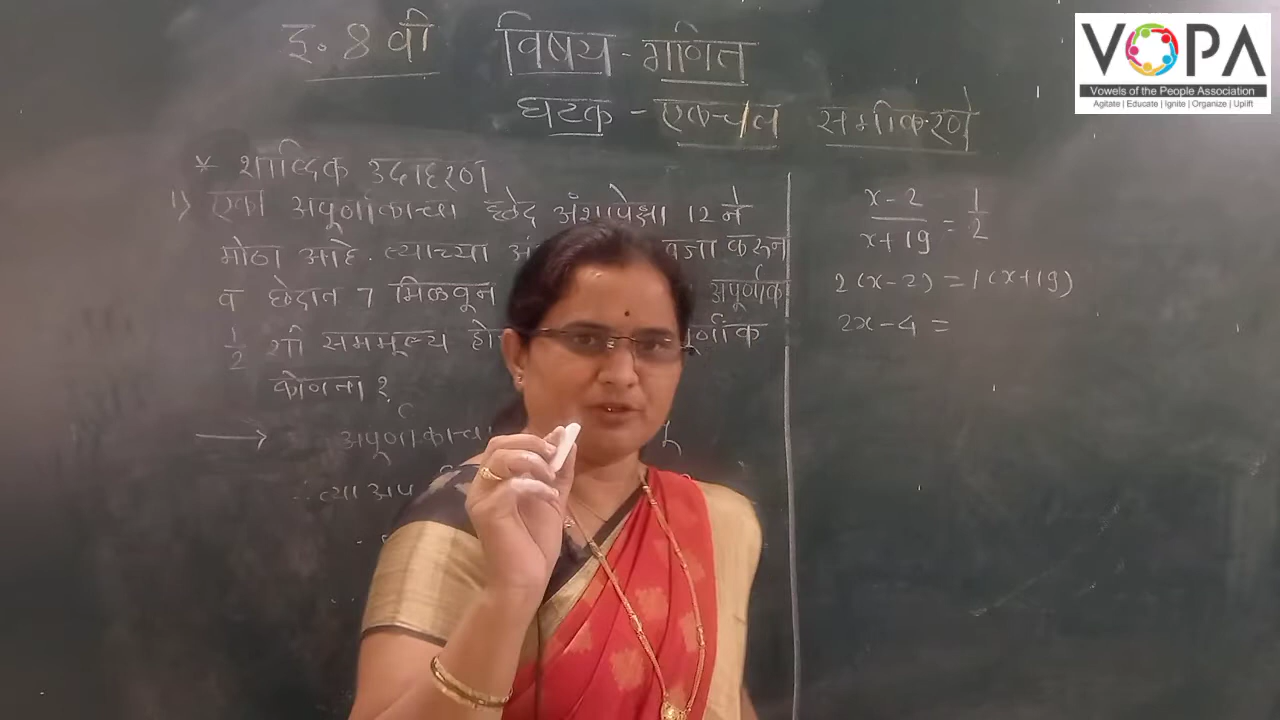 इ. 8 वी विषय - गणित
घटक - एकचल समीकरणे
VOPA
Vowels of the People Association
Agitate | Educate | Ignite | Organize | Uplift
* शाब्दिक उदाहरण
1) एका अपूर्णांकाचा छेद अंशापेक्षा 12 ने
मोठा आहे. त्याच्या वजा करून
व छेदात 7 मिळवून अपूर्णांक
1/2 शी सममूल्य
कोणता ?
→ अपूर्णांकाचा
∴ त्या
x-2/x+19 = 1/2
2(x-2) = 1(x+19)
2x-4 =